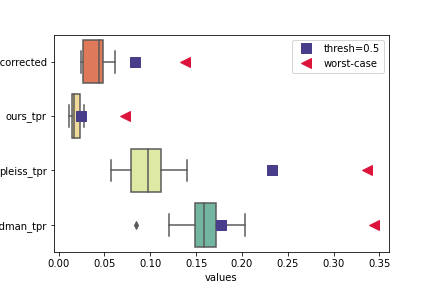 thresh=0.5
worst-case
corrected
ours_tpr
pleiss_tpr
dman_tpr
0.00 0.05 0.10 0.15 0.20 0.25 0.30 0.35
values